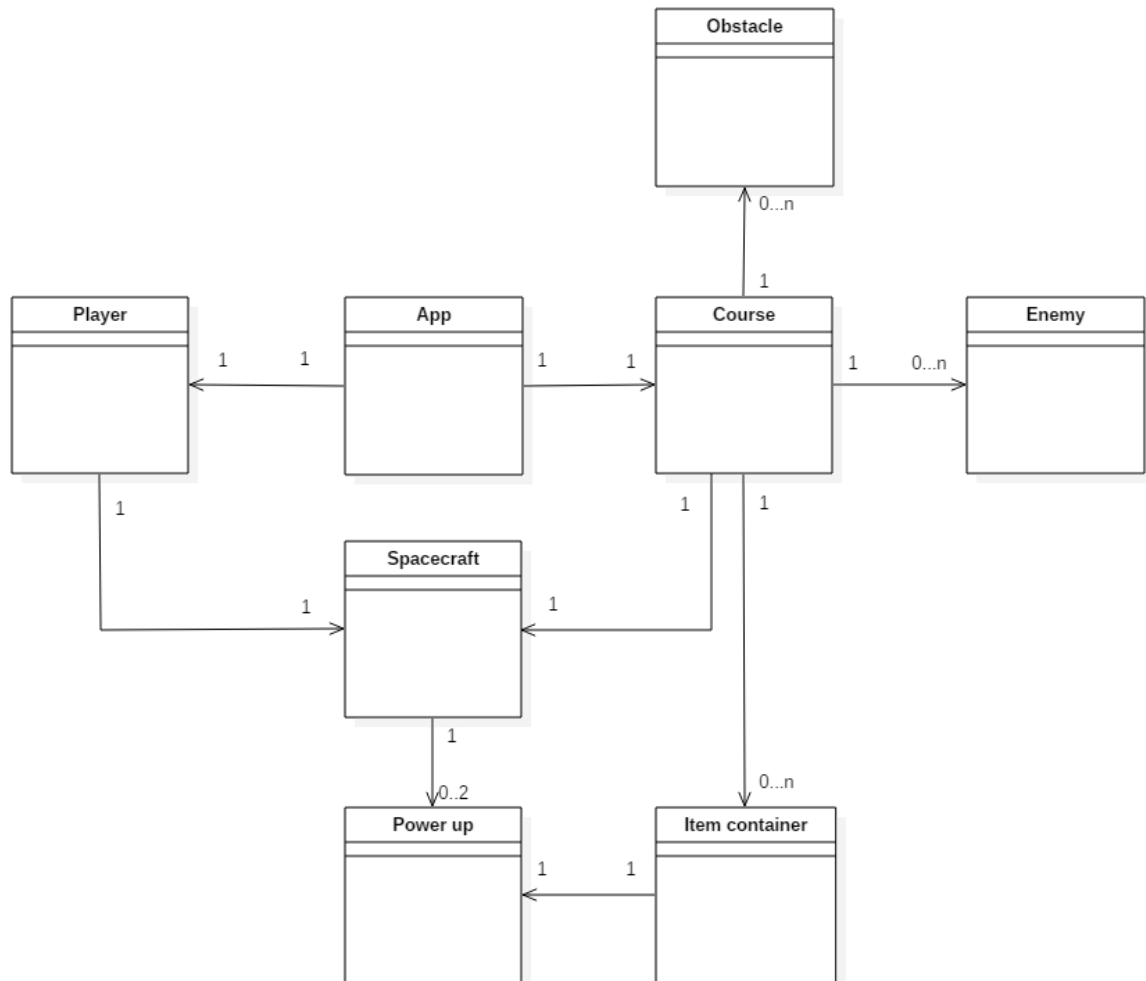 Obstacle
0...n
1
Player
App
Course
Enemy
1
1
1
1
1
0...n
1
1
1
Spacecraft
1
1
1
0..2
0...n
Power up
Item container
1
1